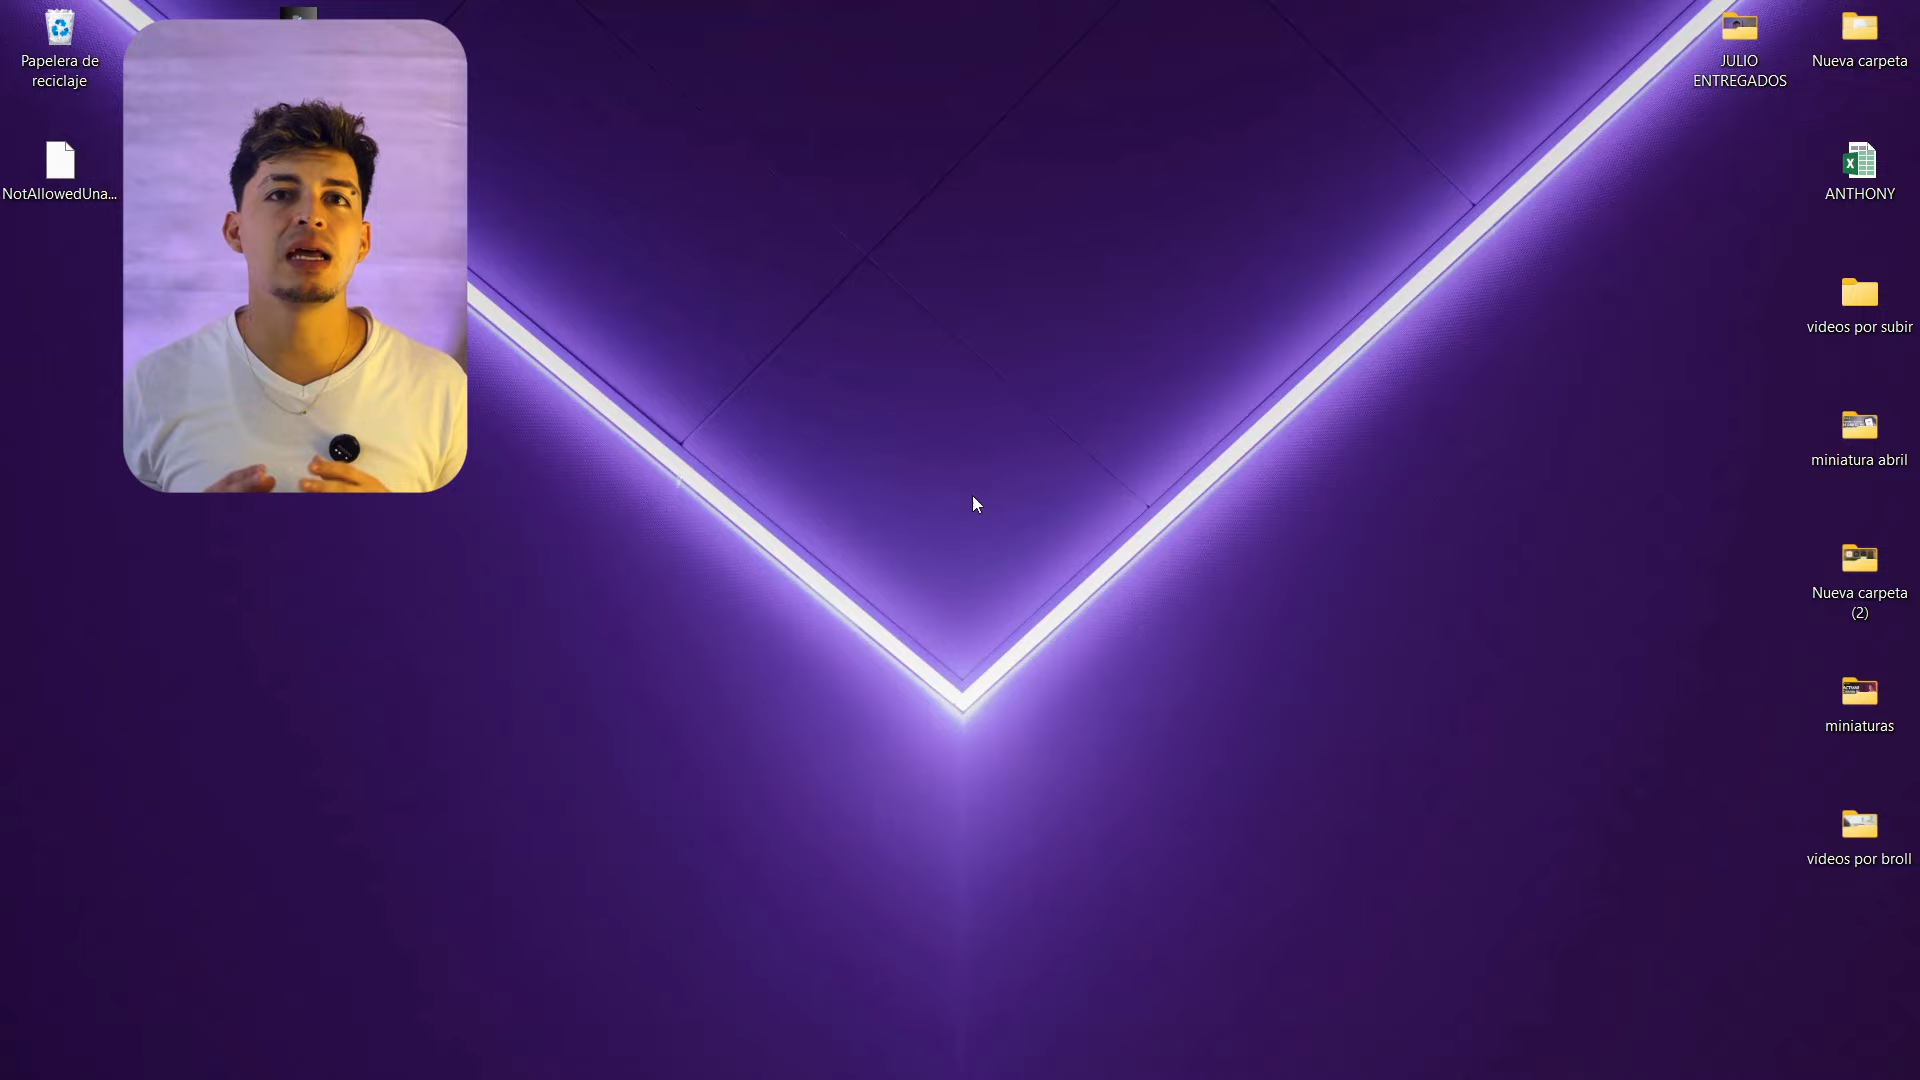 Papelera de
reciclaje
NotAllowedUna...
JULIO
ENTREGADOS
Nueva carpeta
ANTHONY
videos por subir
miniatura abril
Nueva carpeta
(2)
miniaturas
videos por broll